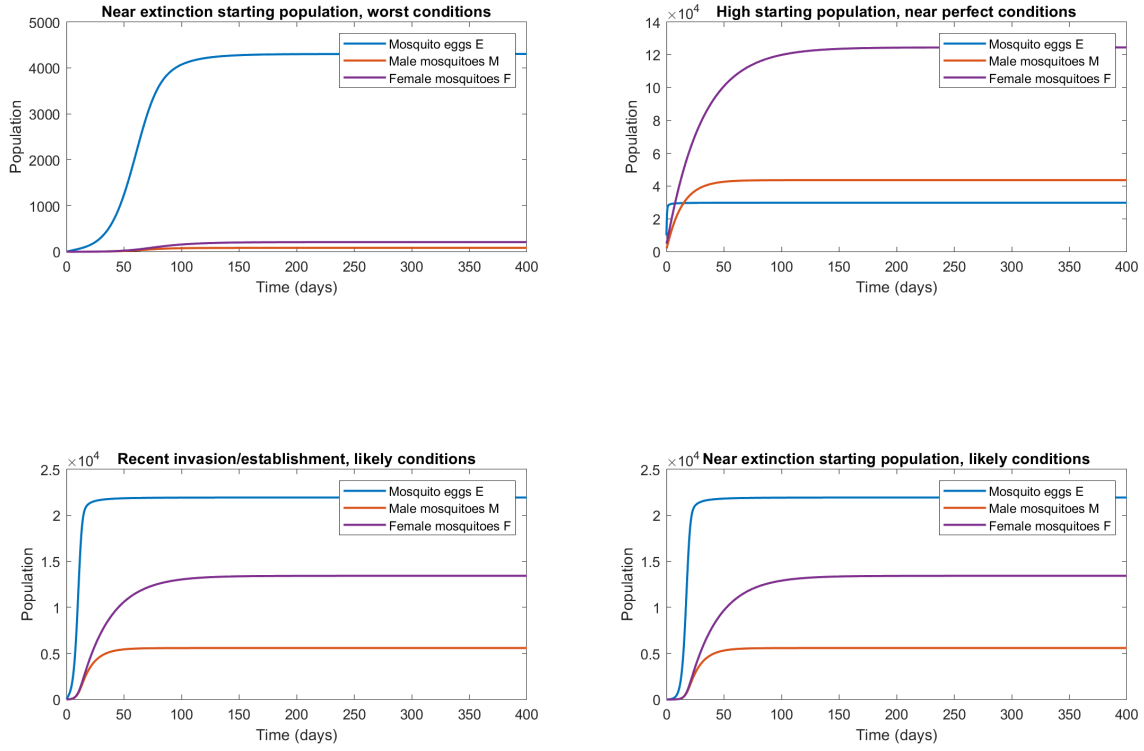 Near extinction starting population, worst conditions
5000
4000
3000
2000
1000
0
Population
Mosquito eggs E
Male mosquitoes M
Female mosquitoes F
0 50 100 150 200 250 300 350 400
Time (days)
High starting population, near perfect conditions
×10⁴
14
12
10
8
6
4
2
0
Population
Mosquito eggs E
Male mosquitoes M
Female mosquitoes F
0 50 100 150 200 250 300 350 400
Time (days)
Recent invasion/establishment, likely conditions
×10⁴
2.5
2
1.5
1
0.5
0
Population
Mosquito eggs E
Male mosquitoes M
Female mosquitoes F
0 50 100 150 200 250 300 350 400
Time (days)
Near extinction starting population, likely conditions
×10⁴
2.5
2
1.5
1
0.5
0
Population
Mosquito eggs E
Male mosquitoes M
Female mosquitoes F
0 50 100 150 200 250 300 350 400
Time (days)